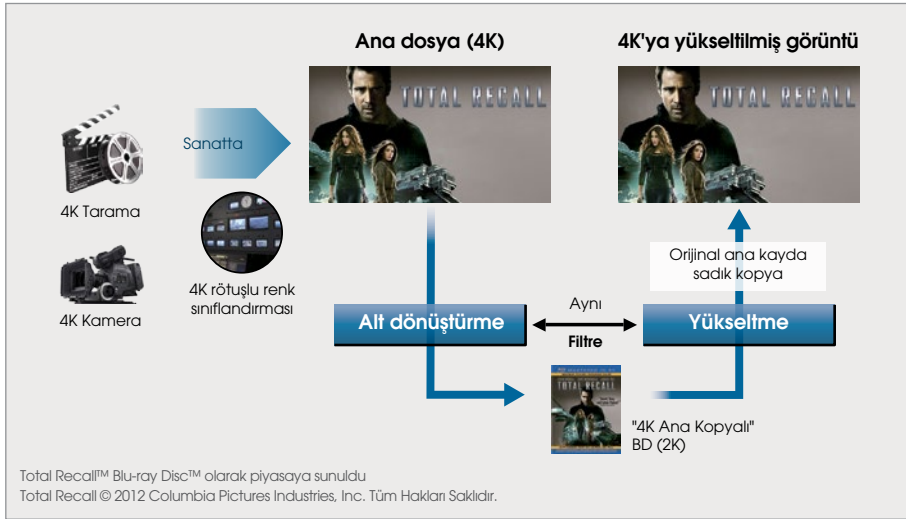 Ana dosya (4K)
4K'ya yükseltilmiş görüntü
TOTAL RECALL
TOTAL RECALL
Sanatta
4K Tarama
4K Kamera
4K rötuşlu renk
sınıflandırması
Orijinal ana kayda
sadık kopya
Alt dönüştürme
Aynı
Filtre
Yükseltme
TOTAL RECALL
"4K Ana Kopyalı"
BD (2K)
Total Recall™ Blu-ray Disc™ olarak piyasaya sunuldu
Total Recall © 2012 Columbia Pictures Industries, Inc. Tüm Hakları Saklıdır.